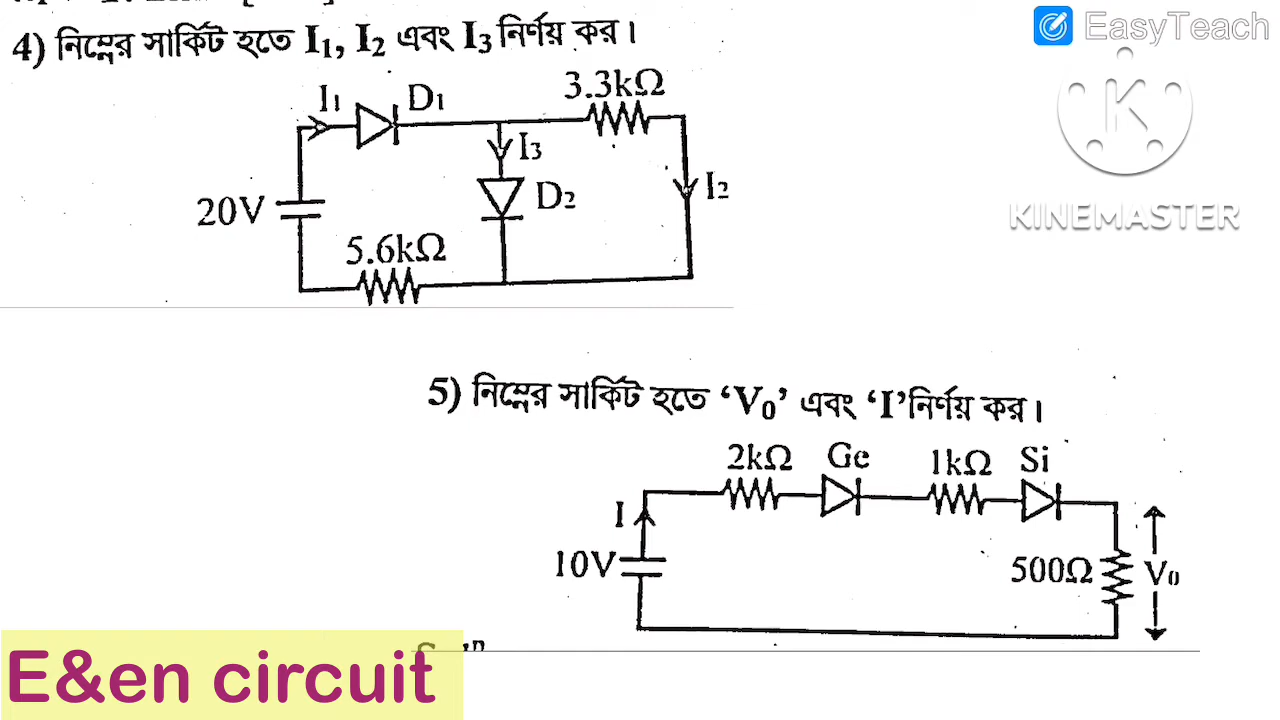 EasyTeach
4) নিম্নের সার্কিট হতে I₁, I₂ এবং I₃ নির্ণয় কর।
I₁
D₁
3.3kΩ
I₃
D₂
I₂
20V
5.6kΩ
K
KINEMASTER
5) নিম্নের সার্কিট হতে ‘V₀’ এবং ‘I’ নির্ণয় কর।
2kΩ
Ge
1kΩ
Si
I
10V
500Ω
V₀
E&en circuit